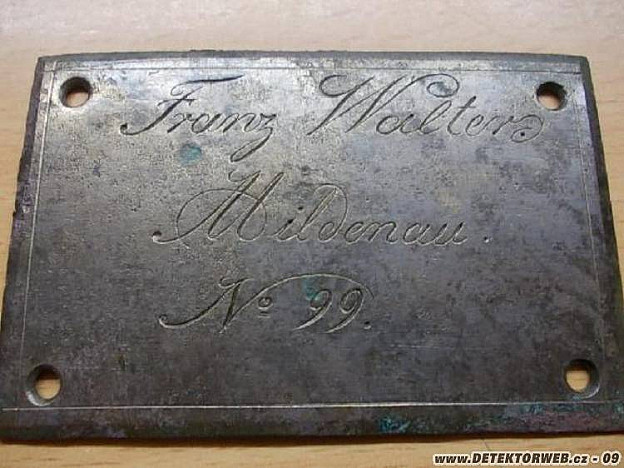 Franz Walter.
Mildenau.
No 99.
www.DETEKTORWEB.cz - 09